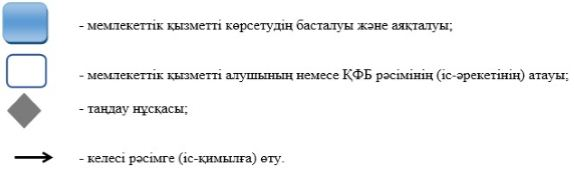 - мемлекеттік қызметті көрсетудің басталуы және аяқталуы;
- мемлекеттік қызметті алушының немесе ҚФБ рәсімінің (іс-әрекетінің) атауы;
- таңдау нұсқасы;
- келесі рәсімге (іс-қимылға) өту.